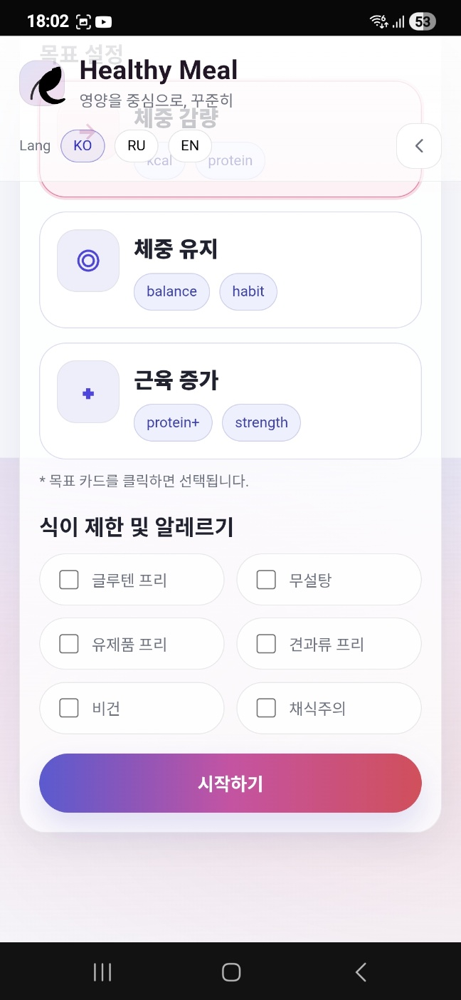 18:02
53
목표 설정
Healthy Meal
영양을 중심으로, 꾸준히
체중 감량
Lang KO RU EN
kcal protein
체중 유지
balance habit
근육 증가
protein+ strength
* 목표 카드를 클릭하면 선택됩니다.
식이 제한 및 알레르기
글루텐 프리 무설탕
유제품 프리 견과류 프리
비건 채식주의
시작하기